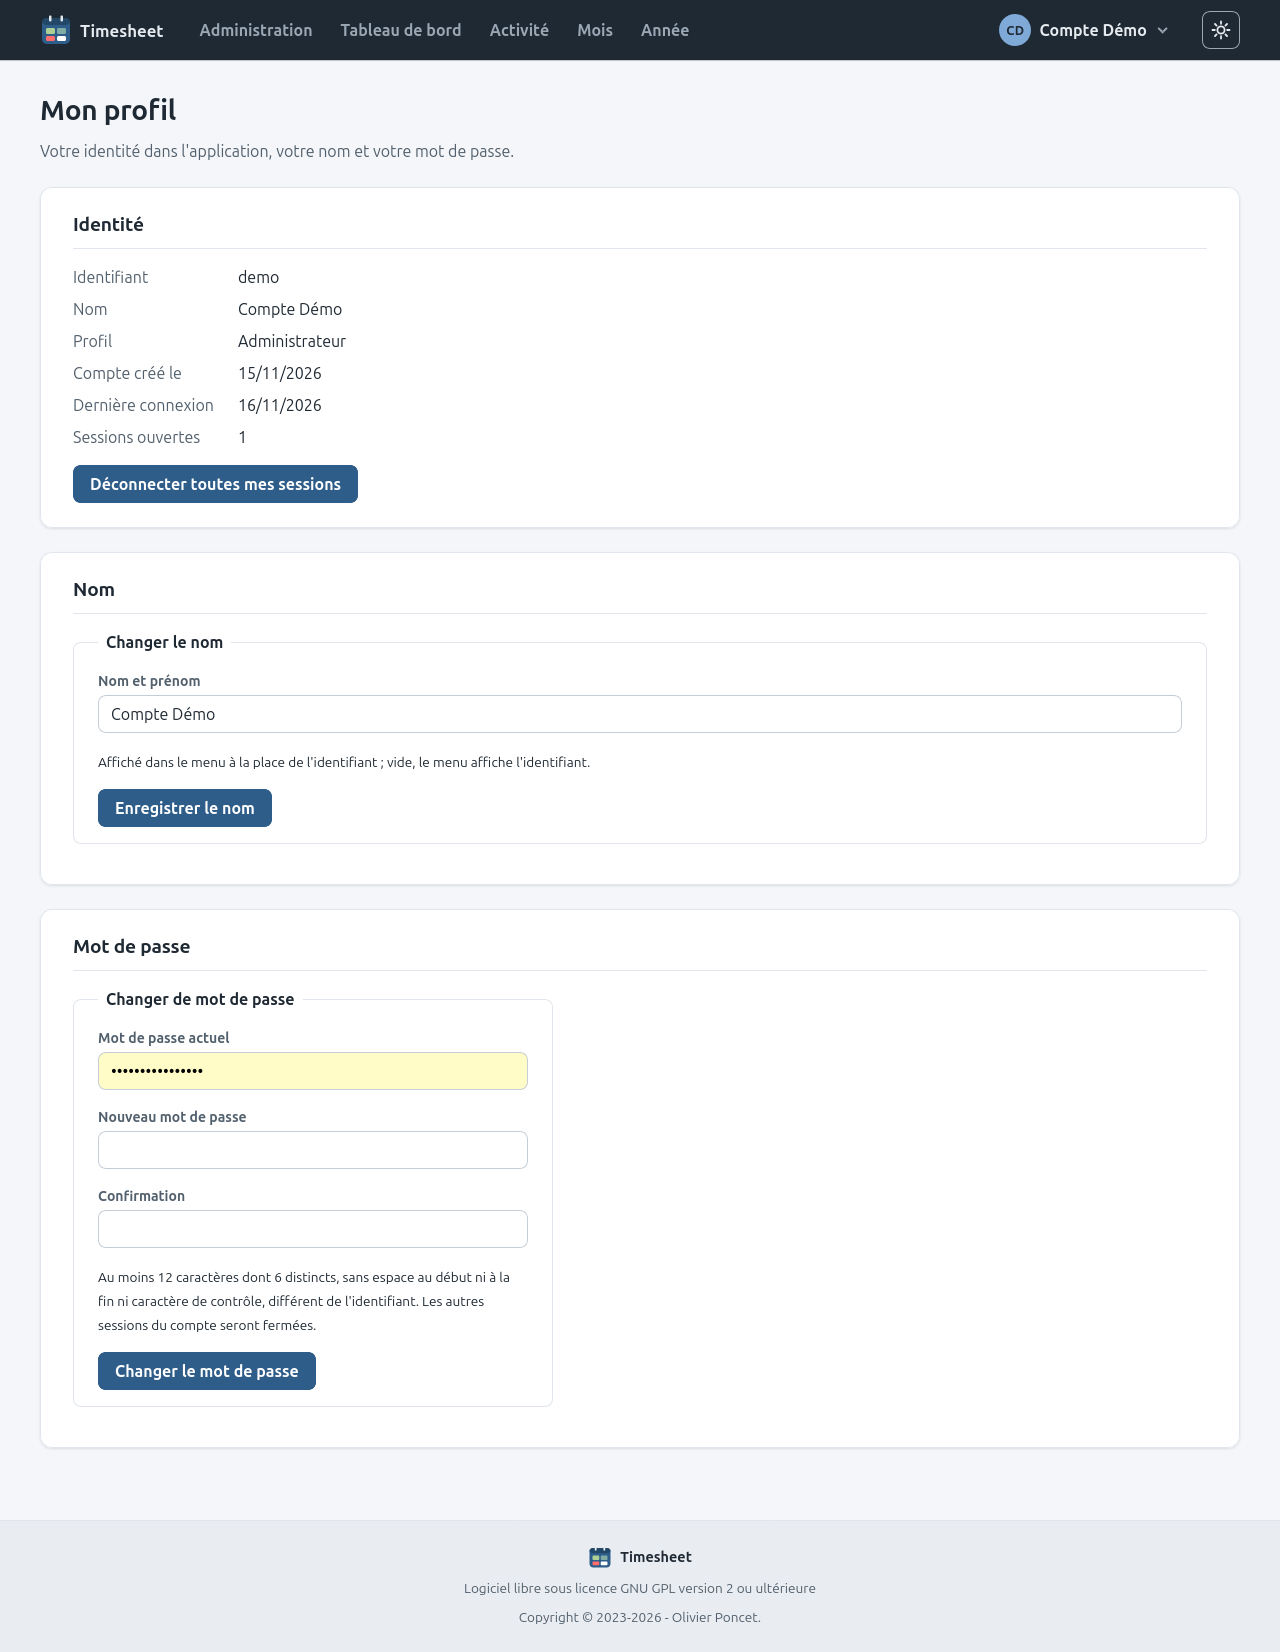 Timesheet
Administration
Tableau de bord
Activité
Mois
Année
CD
Compte Démo
Mon profil
Votre identité dans l'application, votre nom et votre mot de passe.
Identité
Identifiant demo
Nom Compte Démo
Profil Administrateur
Compte créé le 15/11/2026
Dernière connexion 16/11/2026
Sessions ouvertes 1
Déconnecter toutes mes sessions
Nom
Changer le nom
Nom et prénom
Compte Démo
Affiché dans le menu à la place de l'identifiant ; vide, le menu affiche l'identifiant.
Enregistrer le nom
Mot de passe
Changer de mot de passe
Mot de passe actuel
••••••••••••••••
Nouveau mot de passe
Confirmation
Au moins 12 caractères dont 6 distincts, sans espace au début ni à la
fin ni caractère de contrôle, différent de l'identifiant. Les autres
sessions du compte seront fermées.
Changer le mot de passe
Timesheet
Logiciel libre sous licence GNU GPL version 2 ou ultérieure
Copyright © 2023-2026 - Olivier Poncet.